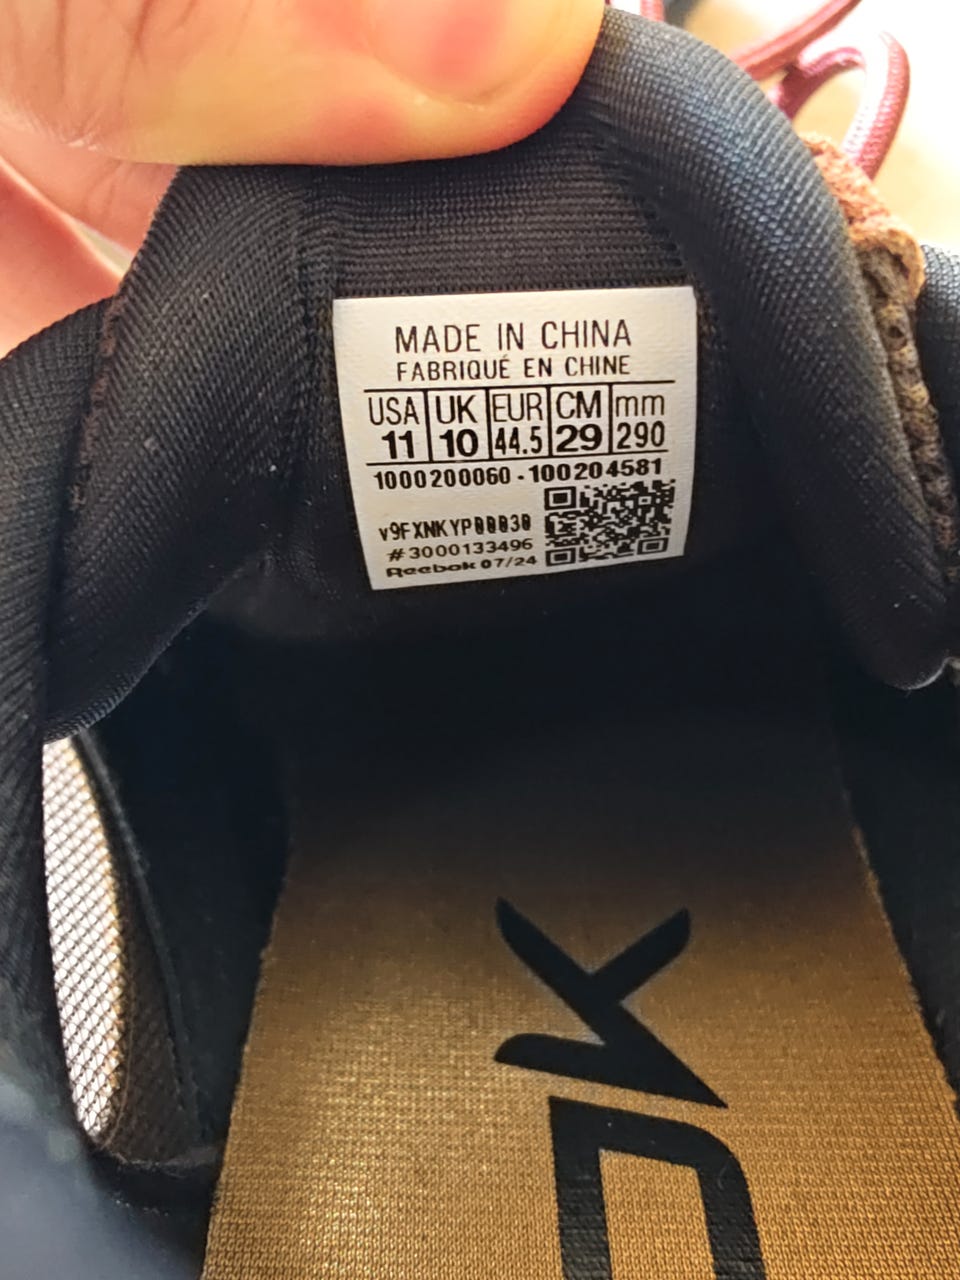 MADE IN CHINA
FABRIQUÉ EN CHINE
USA UK EUR CM mm
11 10 44.5 29 290
1000200060 - 100204581
#3000133496
Reebok 07/24